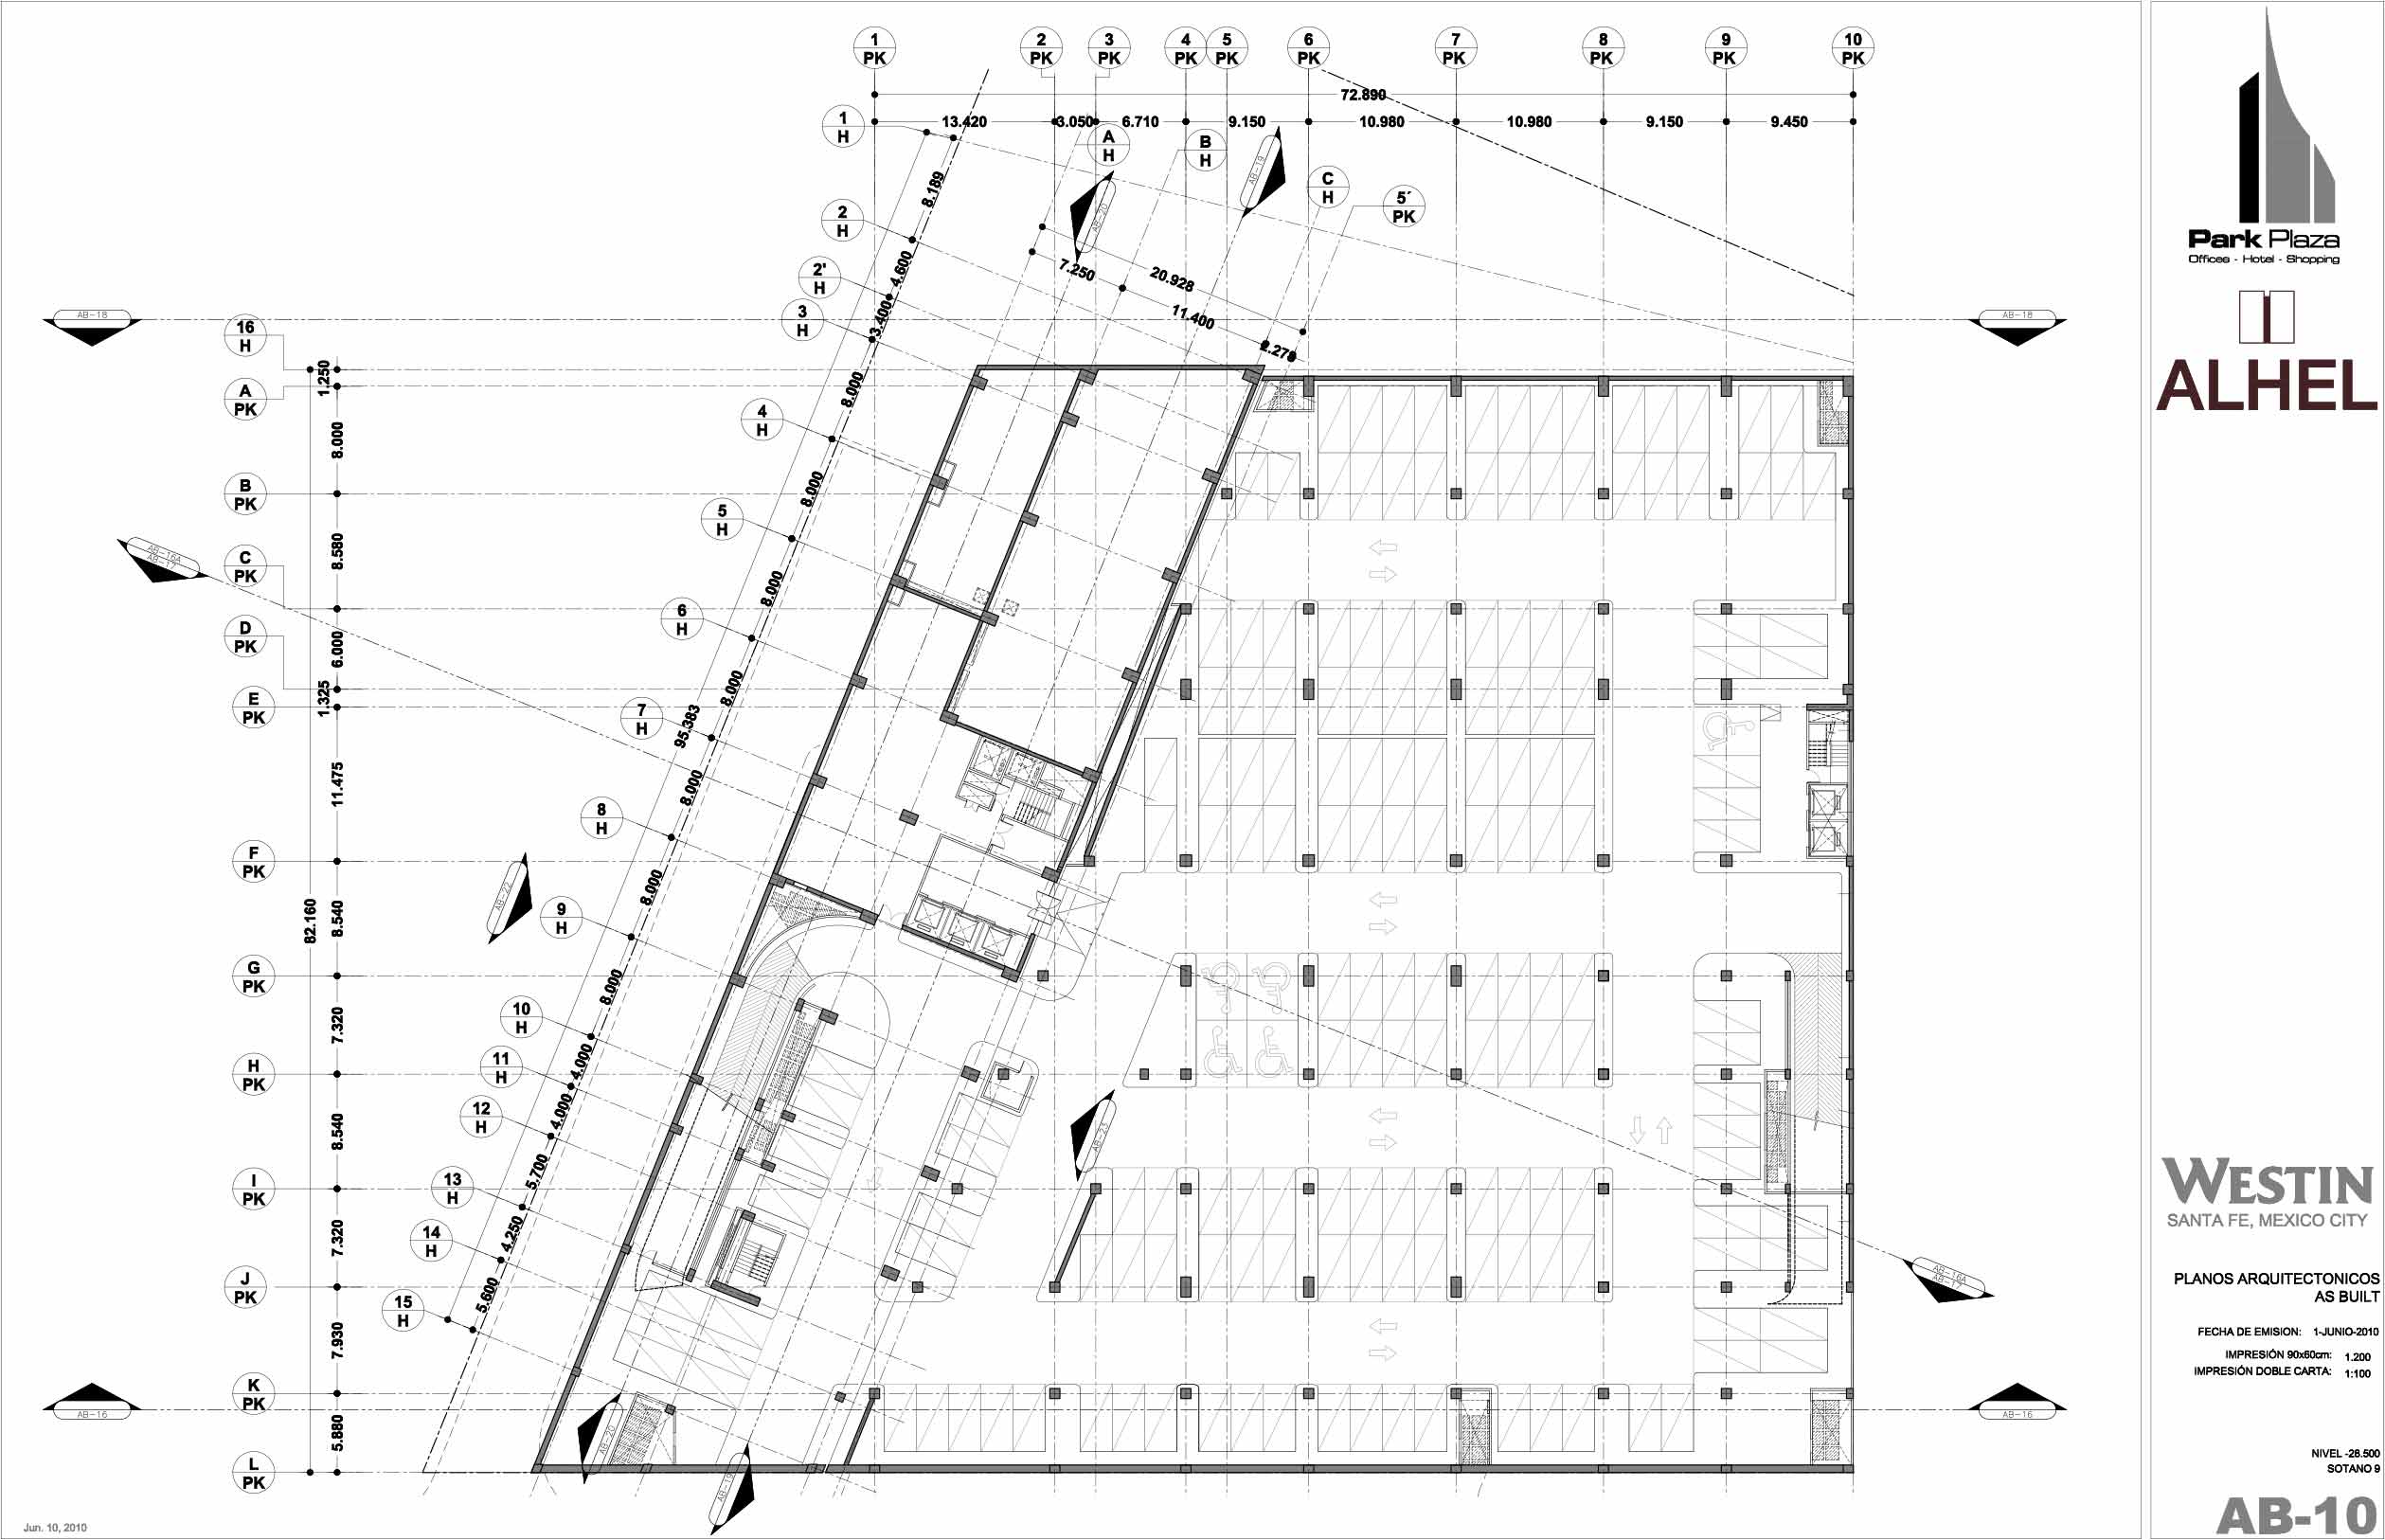 1 PK
2 PK
3 PK
4 PK
5 PK
6 PK
7 PK
8 PK
9 PK
10 PK
72.890
13.420
3.050
6.710
9.150
10.980
10.980
9.150
9.450
1 H
A H
B H
C H
5´ PK
AB-20
AB-19
8.189
2 H
4.600
2' H
3.400
3 H
7.250
20.928
11.400
AB-18
AB-18
16 H
A PK
1.250
8.000
8.000
4 H
B PK
8.000
5 H
8.580
C PK
AB-16A
AB-17
8.000
6 H
D PK
6.000
1.325
8.000
E PK
7 H
95.383
11.475
8.000
8 H
F PK
8.000
AB-22
9 H
82.160
8.540
G PK
8.000
10 H
7.320
4.000
11 H
H PK
4.000
12 H
8.540
AB-23
5.700
13 H
I PK
4.250
14 H
7.320
J PK
5.600
15 H
AB-16A
AB-17
7.930
K PK
AB-16
AB-16
5.880
L PK
AB-20
AB-19
Jun. 10, 2010
Park Plaza
Offices - Hotel - Shopping
ALHEL
WESTIN
SANTA FE, MEXICO CITY
PLANOS ARQUITECTONICOS
AS BUILT
FECHA DE EMISION: 1-JUNIO-2010
IMPRESIÓN 90x60cm: 1.200
IMPRESIÓN DOBLE CARTA: 1:100
NIVEL -28.500
SOTANO 9
AB-10